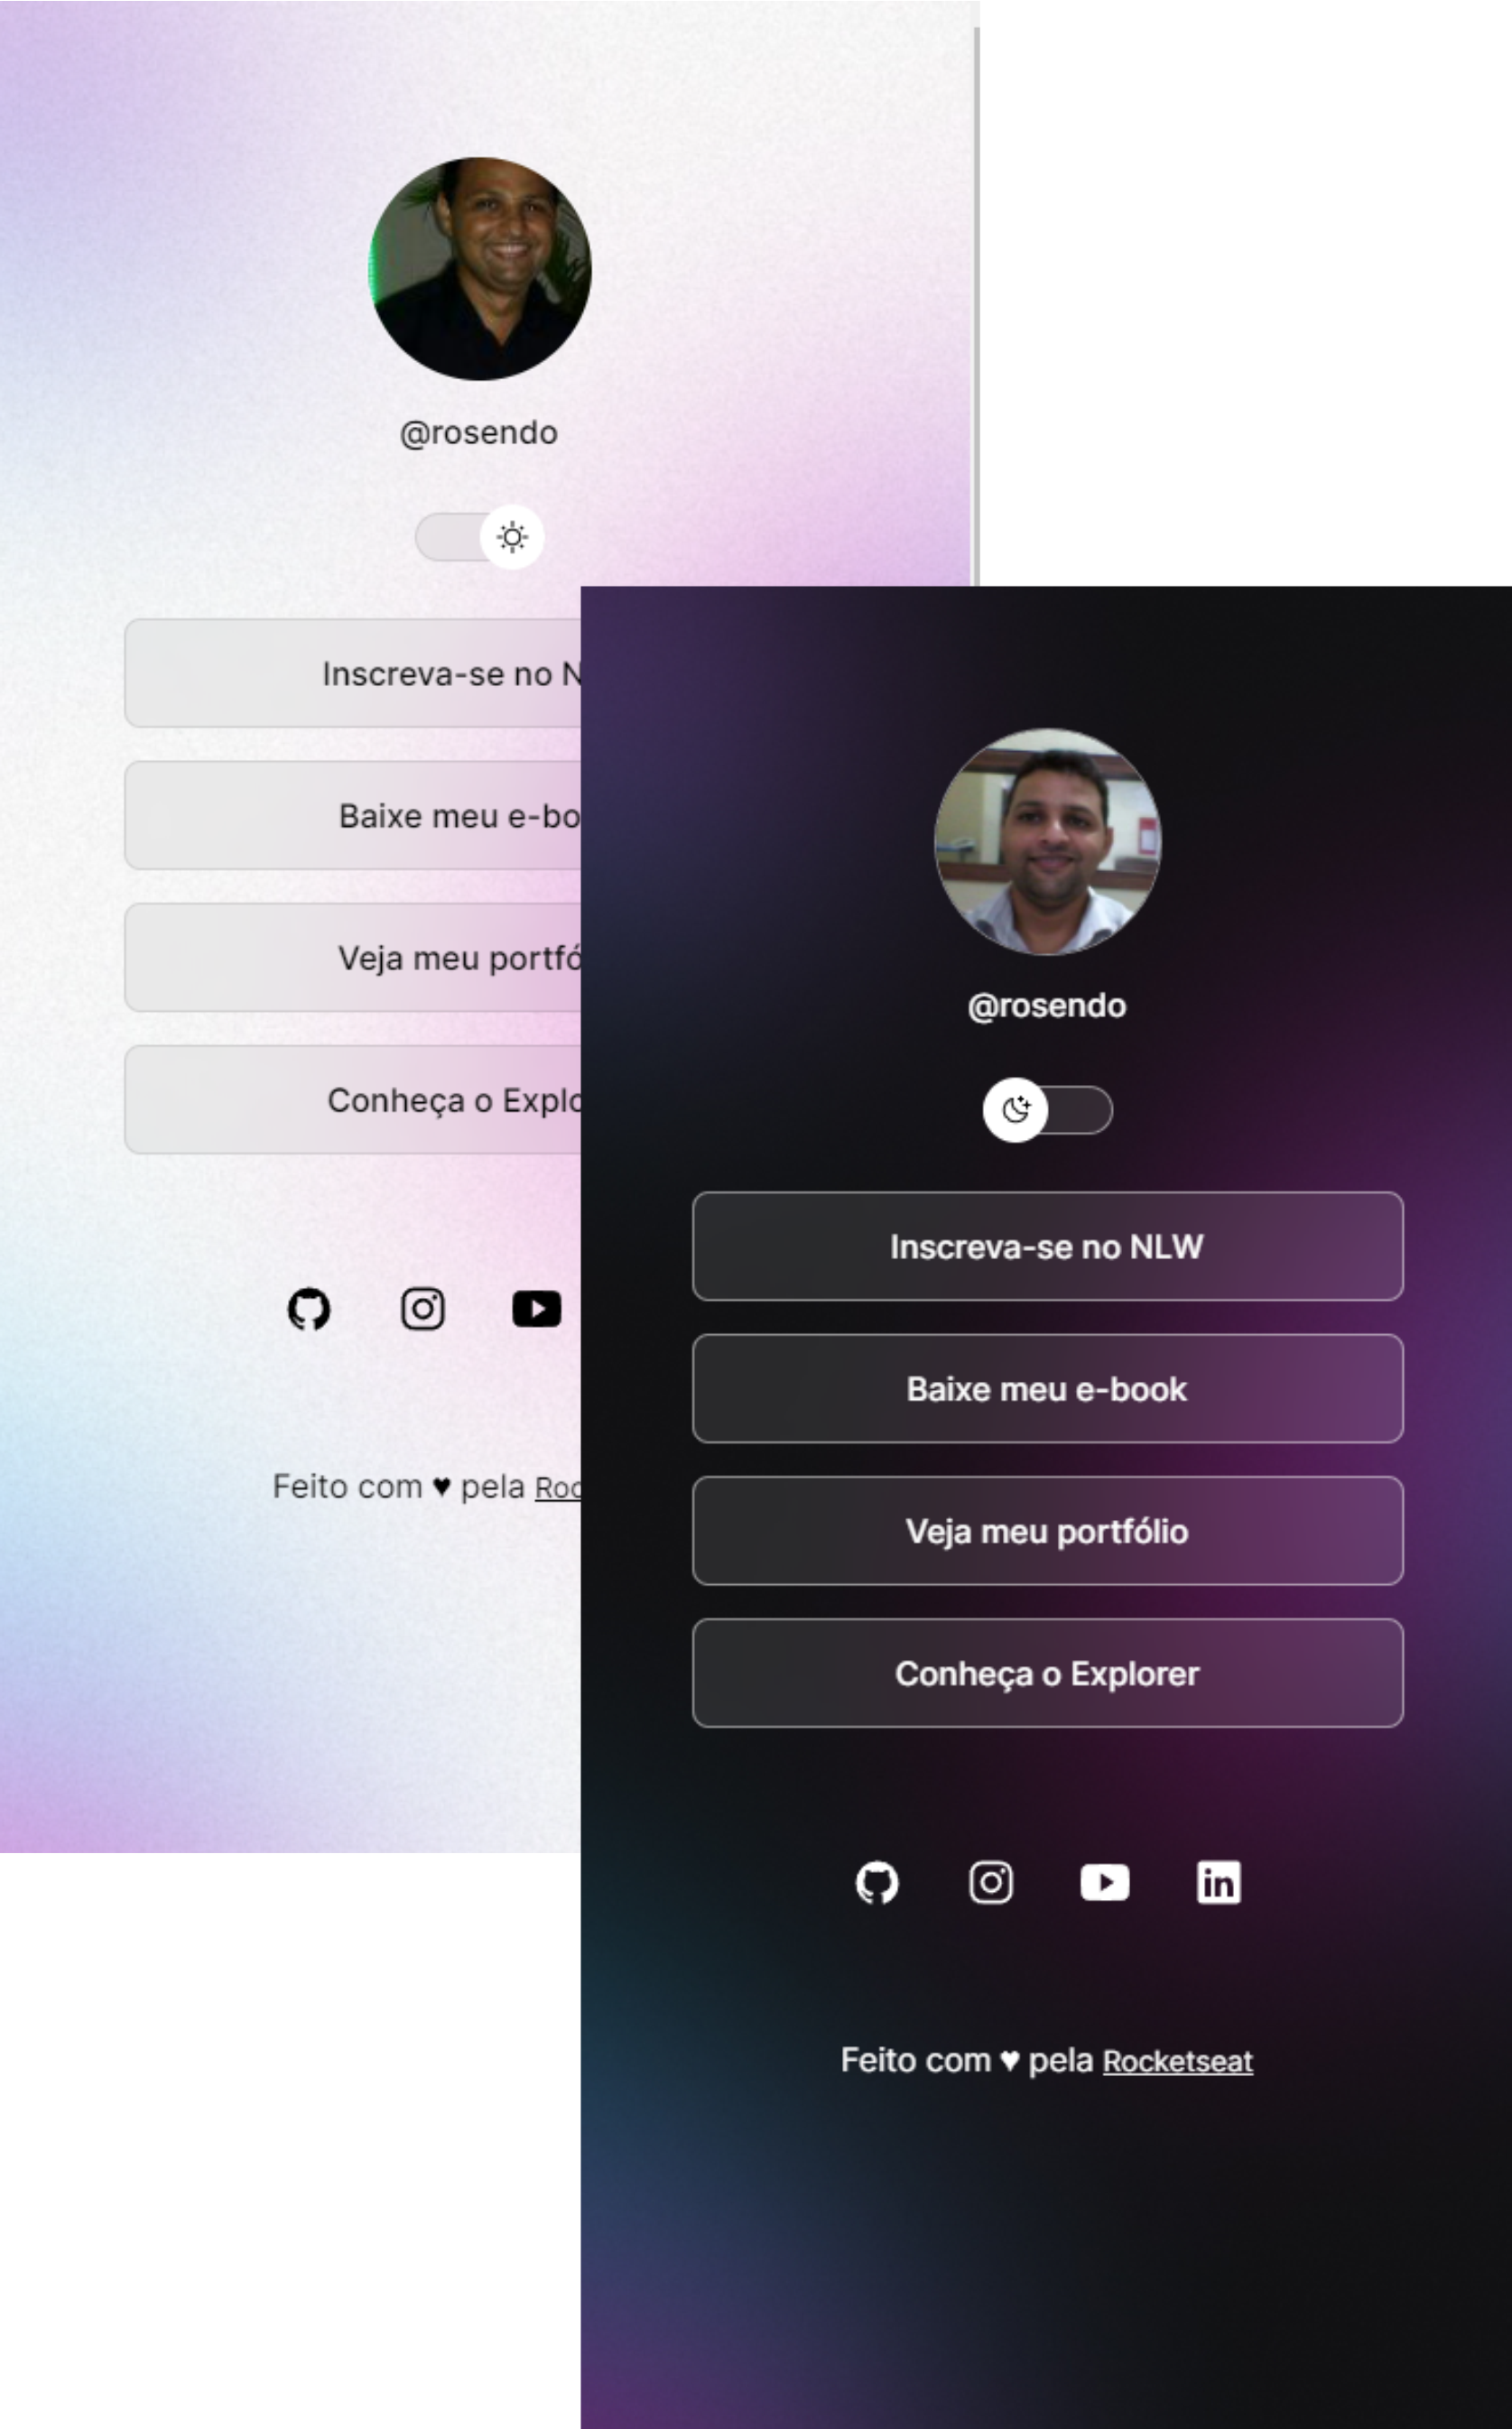 @rosendo
Inscreva-se no N
Baixe meu e-bo
Veja meu portfó
Conheça o Explo
Feito com ♥ pela Roc
@rosendo
Inscreva-se no NLW
Baixe meu e-book
Veja meu portfólio
Conheça o Explorer
in
Feito com ♥ pela Rocketseat